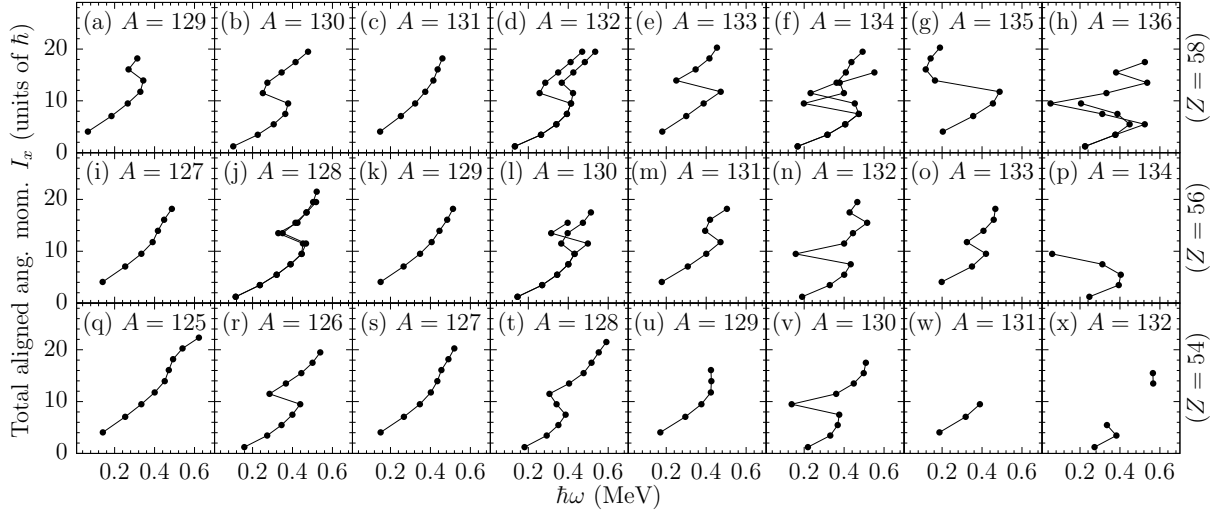 (a) A = 129 (b) A = 130 (c) A = 131 (d) A = 132 (e) A = 133 (f) A = 134 (g) A = 135 (h) A = 136
20
10
0
(Z = 58)
(i) A = 127 (j) A = 128 (k) A = 129 (l) A = 130 (m) A = 131 (n) A = 132 (o) A = 133 (p) A = 134
20
10
0
(Z = 56)
(q) A = 125 (r) A = 126 (s) A = 127 (t) A = 128 (u) A = 129 (v) A = 130 (w) A = 131 (x) A = 132
20
10
0
(Z = 54)
0.2 0.4 0.6 0.2 0.4 0.6 0.2 0.4 0.6 0.2 0.4 0.6 0.2 0.4 0.6 0.2 0.4 0.6 0.2 0.4 0.6 0.2 0.4 0.6
ℏω (MeV)
Total aligned ang. mom. Iₓ (units of ℏ)